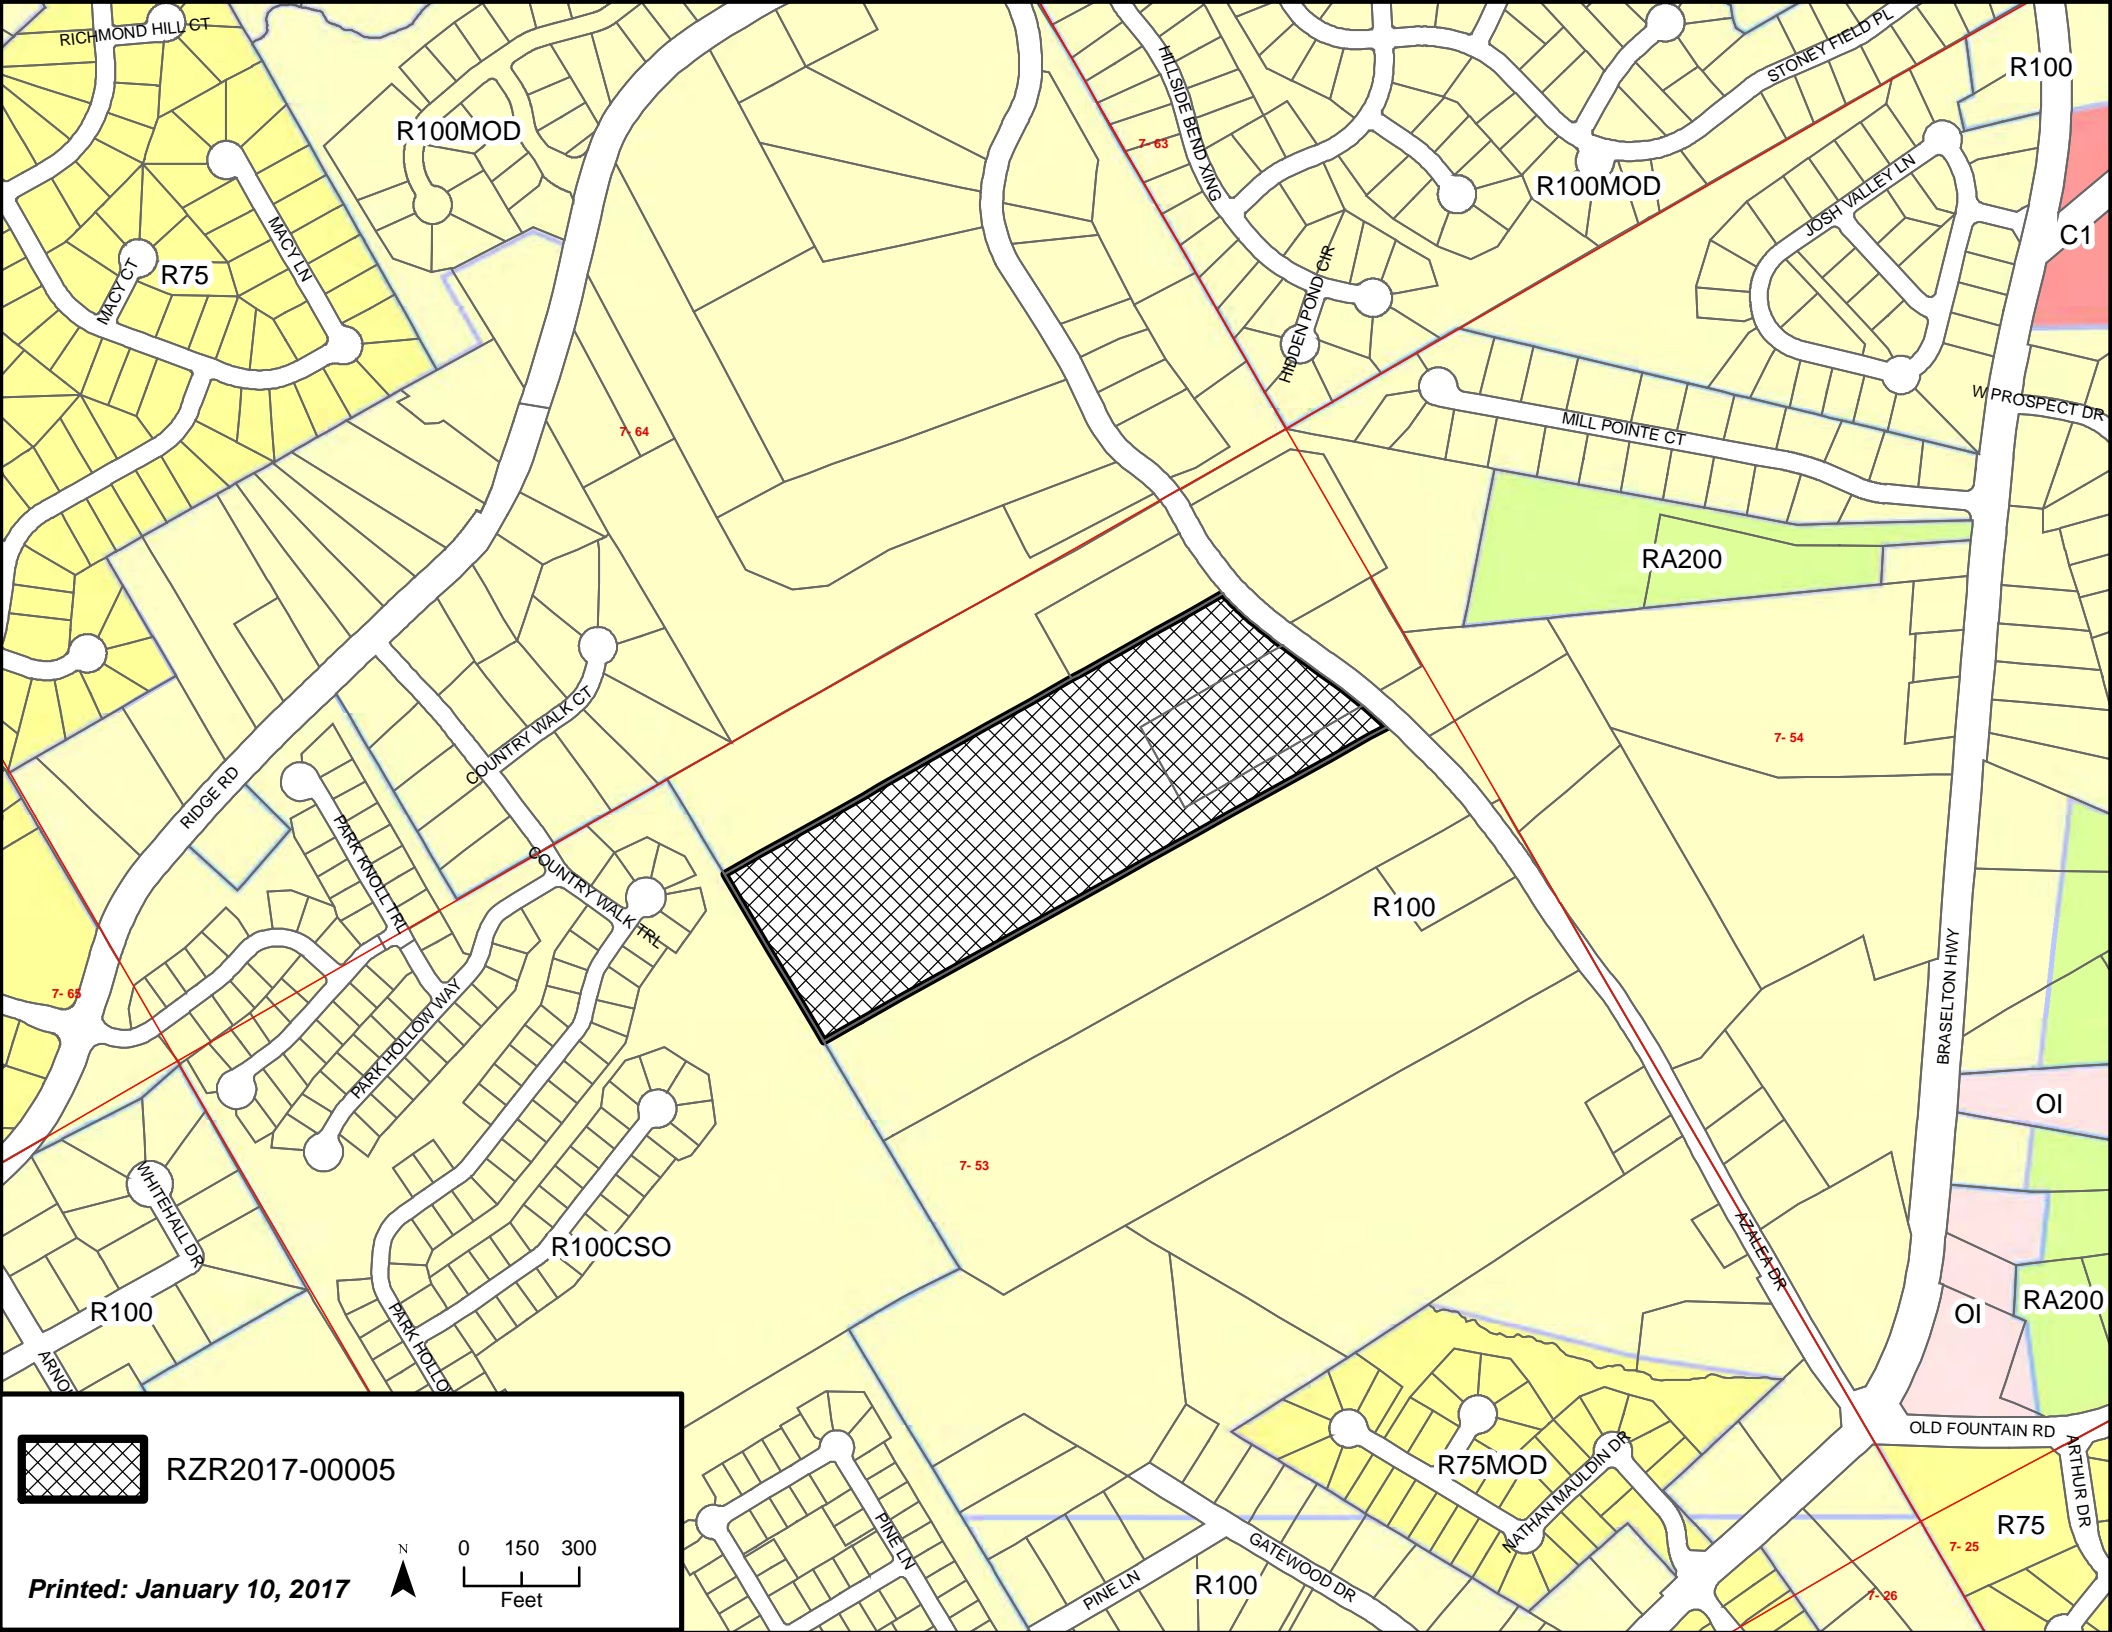 RICHMOND HILL CT
R100MOD
HILLSIDE BEND XING
STONEY FIELD PL
R100
7- 63
R100MOD
JOSH VALLEY LN
C1
MACY LN
MACY CT
R75
HIDDEN POND CIR
W PROSPECT DR
7- 64
MILL POINTE CT
RA200
COUNTRY WALK CT
7- 54
RIDGE RD
PARK KNOLL TRL
COUNTRY WALK TRL
R100
7- 65
PARK HOLLOW WAY
BRASELTON HWY
OI
7- 53
WHITEHALL DR
R100CSO
AZALEA DR
R100
PARK HOLLO
OI
RA200
ARNO
OLD FOUNTAIN RD
ARTHUR DR
R75MOD
NATHAN MAULDIN DR
R75
PINE LN
GATEWOOD DR
7- 25
PINE LN
R100
7- 26
RZR2017-00005
N
0 150 300
Feet
Printed: January 10, 2017